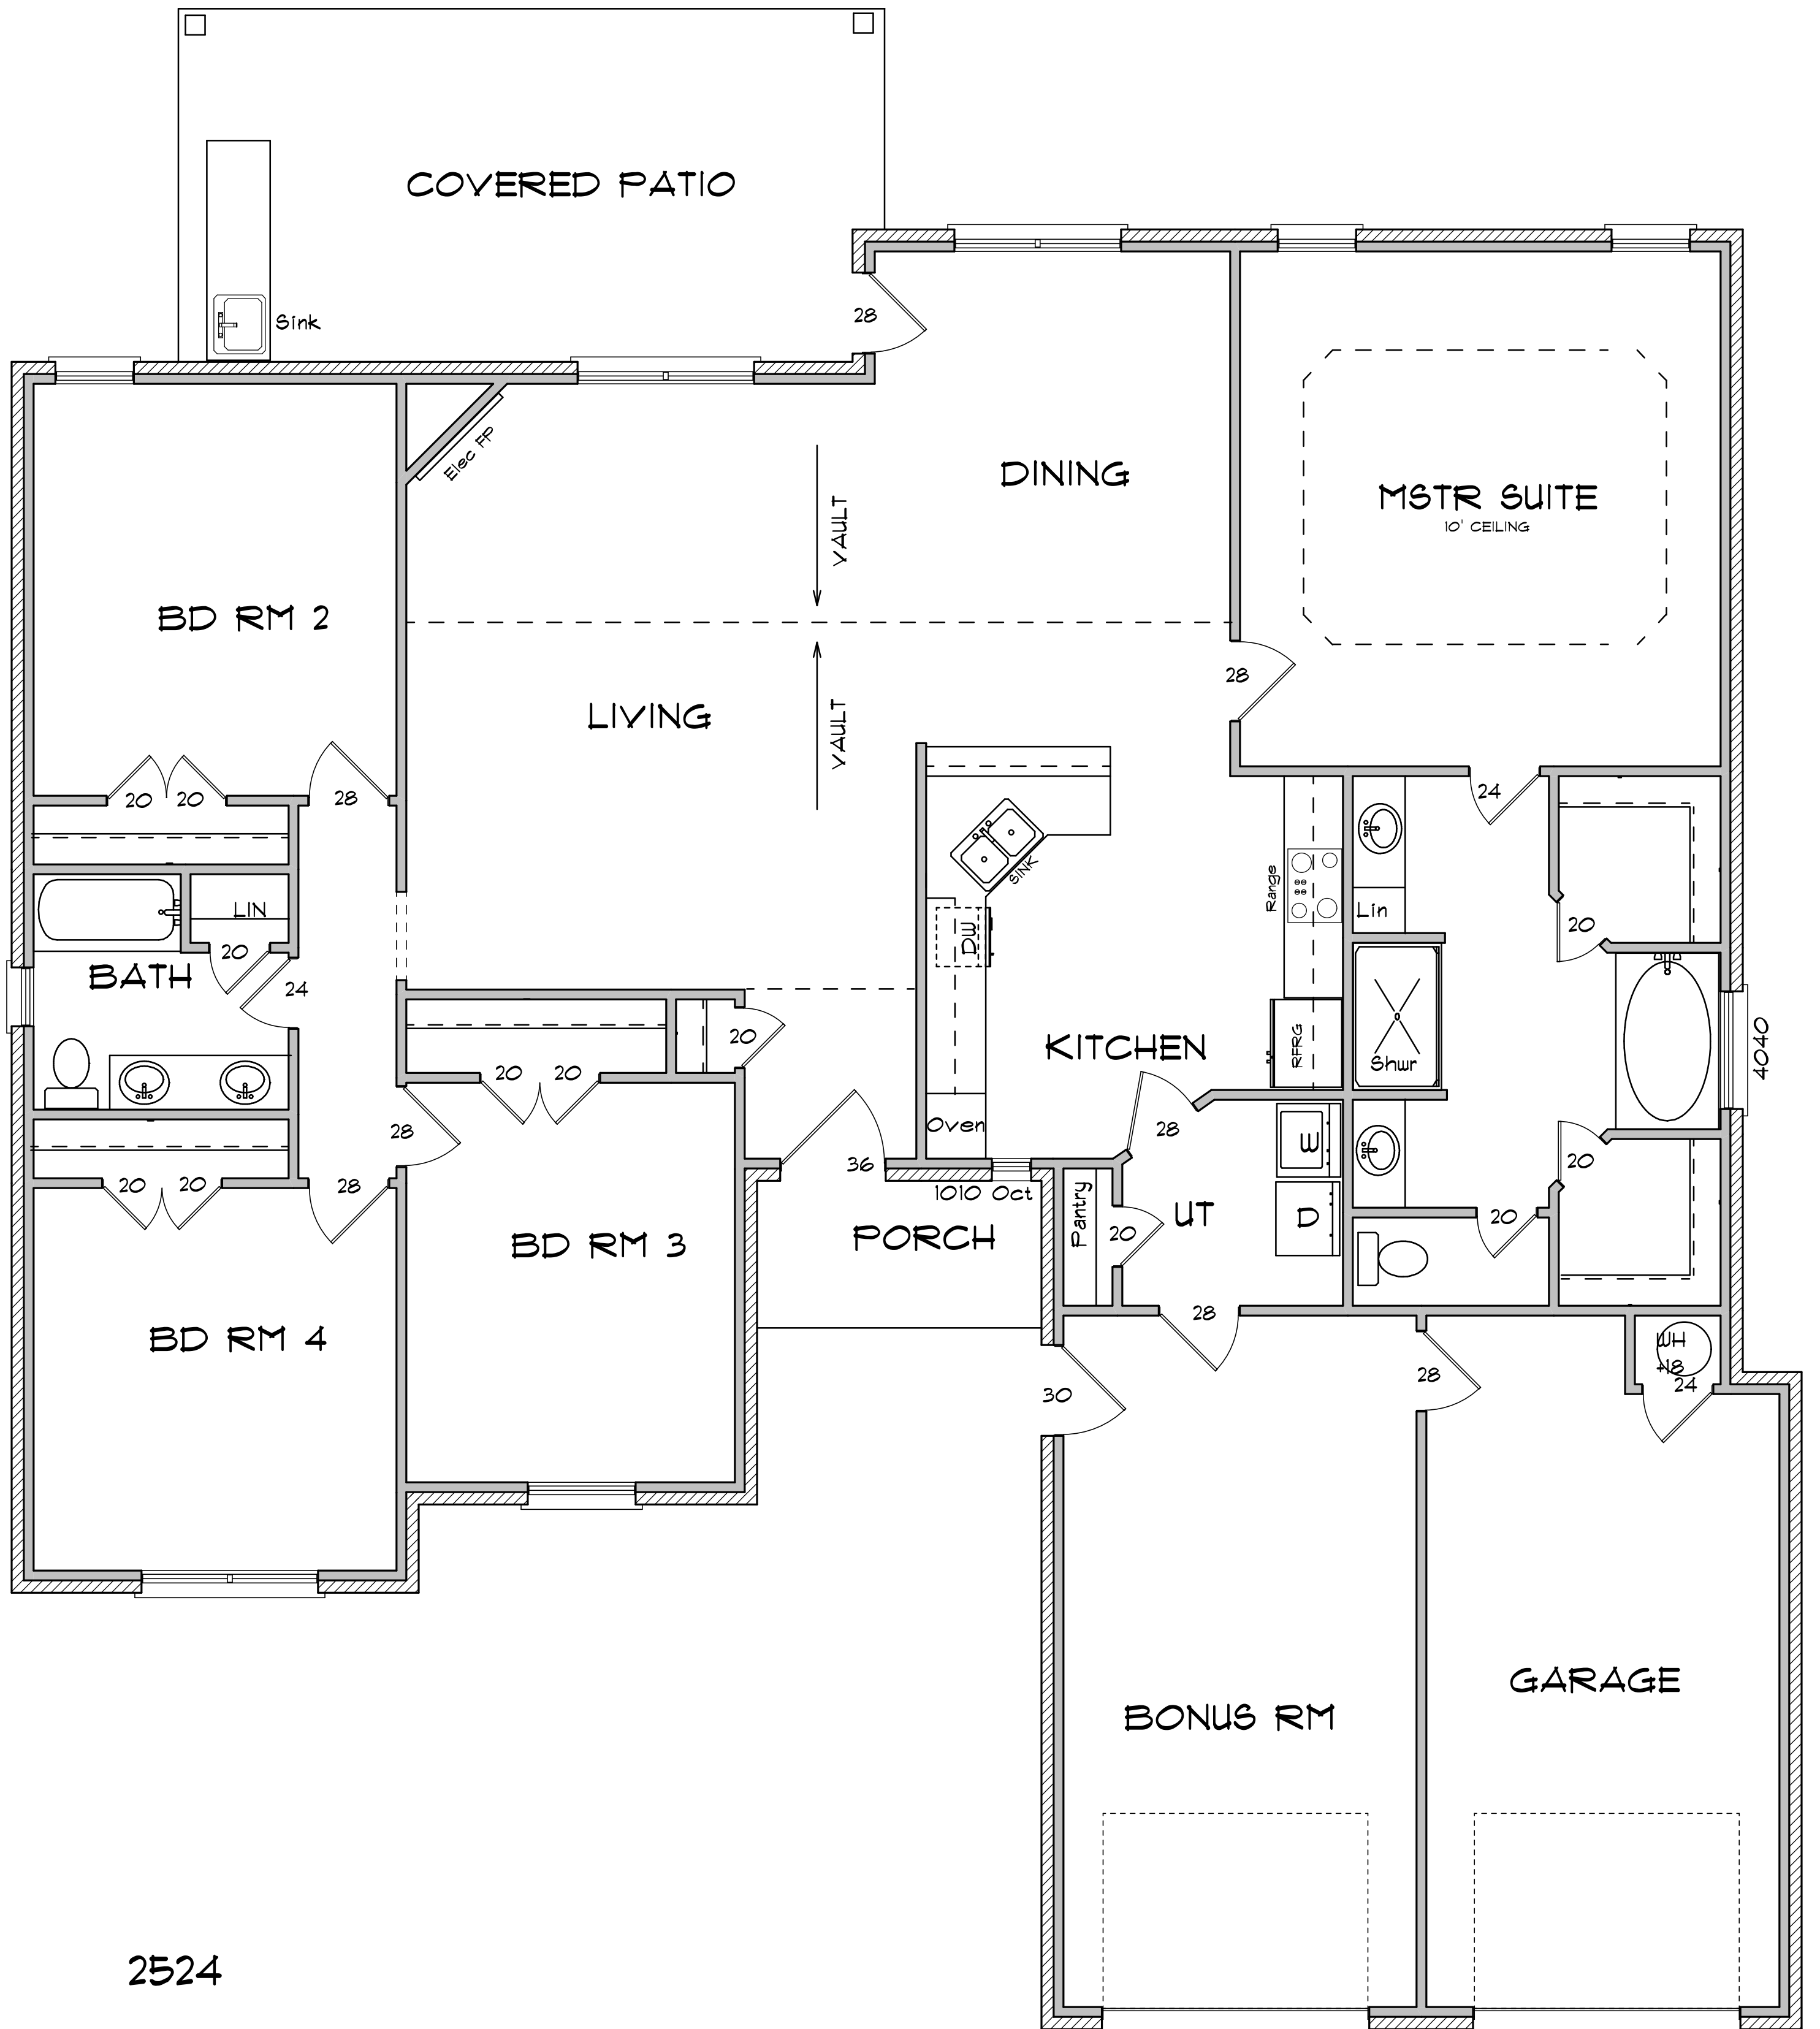 COVERED PATIO
Sink
28
Elec FP
VAULT
DINING
MSTR SUITE
10' CEILING
BD RM 2
LIVING
VAULT
28
20 20
28
24
LIN
20
BATH
24
Range
Lin
20
SINK
DW
KITCHEN
RFRG
Shwr
4040
20
20 20
28
Oven
36
1010 Oct
28
W
20
20 20
28
Pantry
20
UT
D
20
BD RM 3
PORCH
BD RM 4
28
WH
+18
24
30
28
BONUS RM
GARAGE
2524